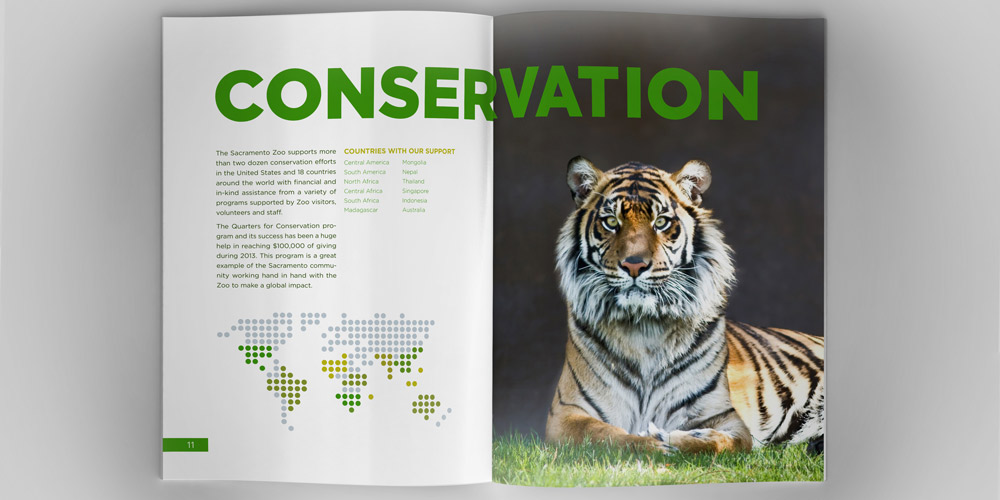 CONSERVATION
The Sacramento Zoo supports more
than two dozen conservation efforts
in the United States and 18 countries
around the world with financial and
in-kind assistance from a variety of
programs supported by Zoo visitors,
volunteers and staff.
The Quarters for Conservation pro-
gram and its success has been a huge
help in reaching $100,000 of giving
during 2013. This program is a great
example of the Sacramento commu-
nity working hand in hand with the
Zoo to make a global impact.
COUNTRIES WITH OUR SUPPORT
Central America
South America
North Africa
Central Africa
South Africa
Madagascar
Mongolia
Nepal
Thailand
Singapore
Indonesia
Australia
11